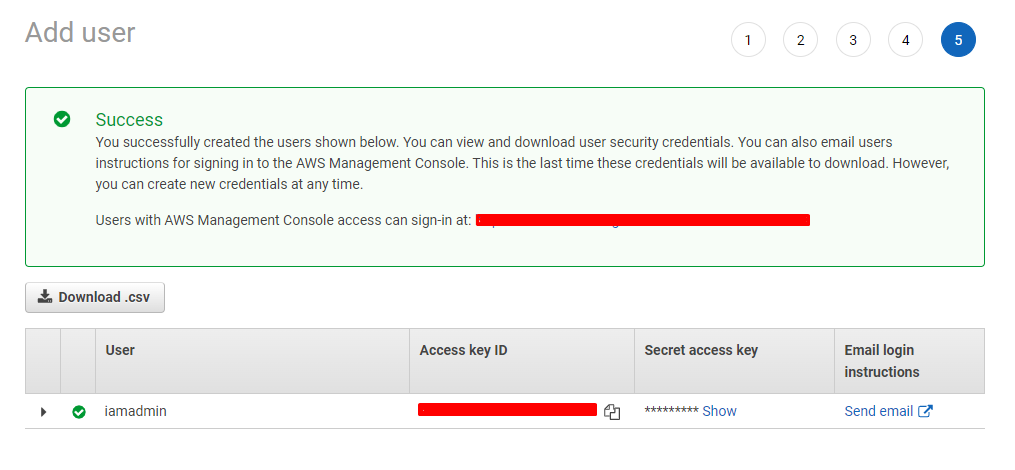 Add user
1 2 3 4 5
Success
You successfully created the users shown below. You can view and download user security credentials. You can also email users
instructions for signing in to the AWS Management Console. This is the last time these credentials will be available to download. However,
you can create new credentials at any time.
Users with AWS Management Console access can sign-in at:
Download .csv
User Access key ID Secret access key Email login
instructions
iamadmin ********* Show Send email